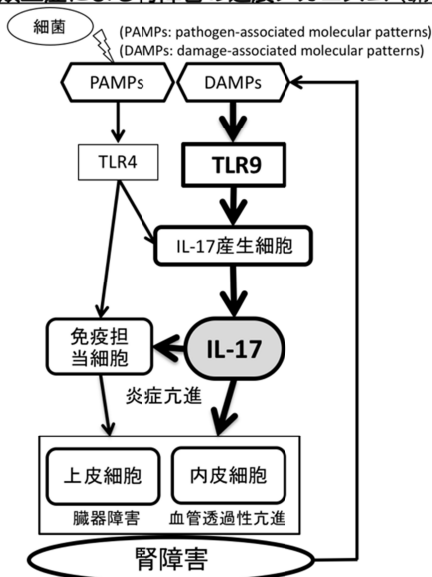 細菌
(PAMPs: pathogen-associated molecular patterns)
(DAMPs: damage-associated molecular patterns)
PAMPs
DAMPs
TLR4
TLR9
IL-17産生細胞
免疫担
当細胞
IL-17
炎症亢進
上皮細胞
内皮細胞
臓器障害
血管透過性亢進
腎障害